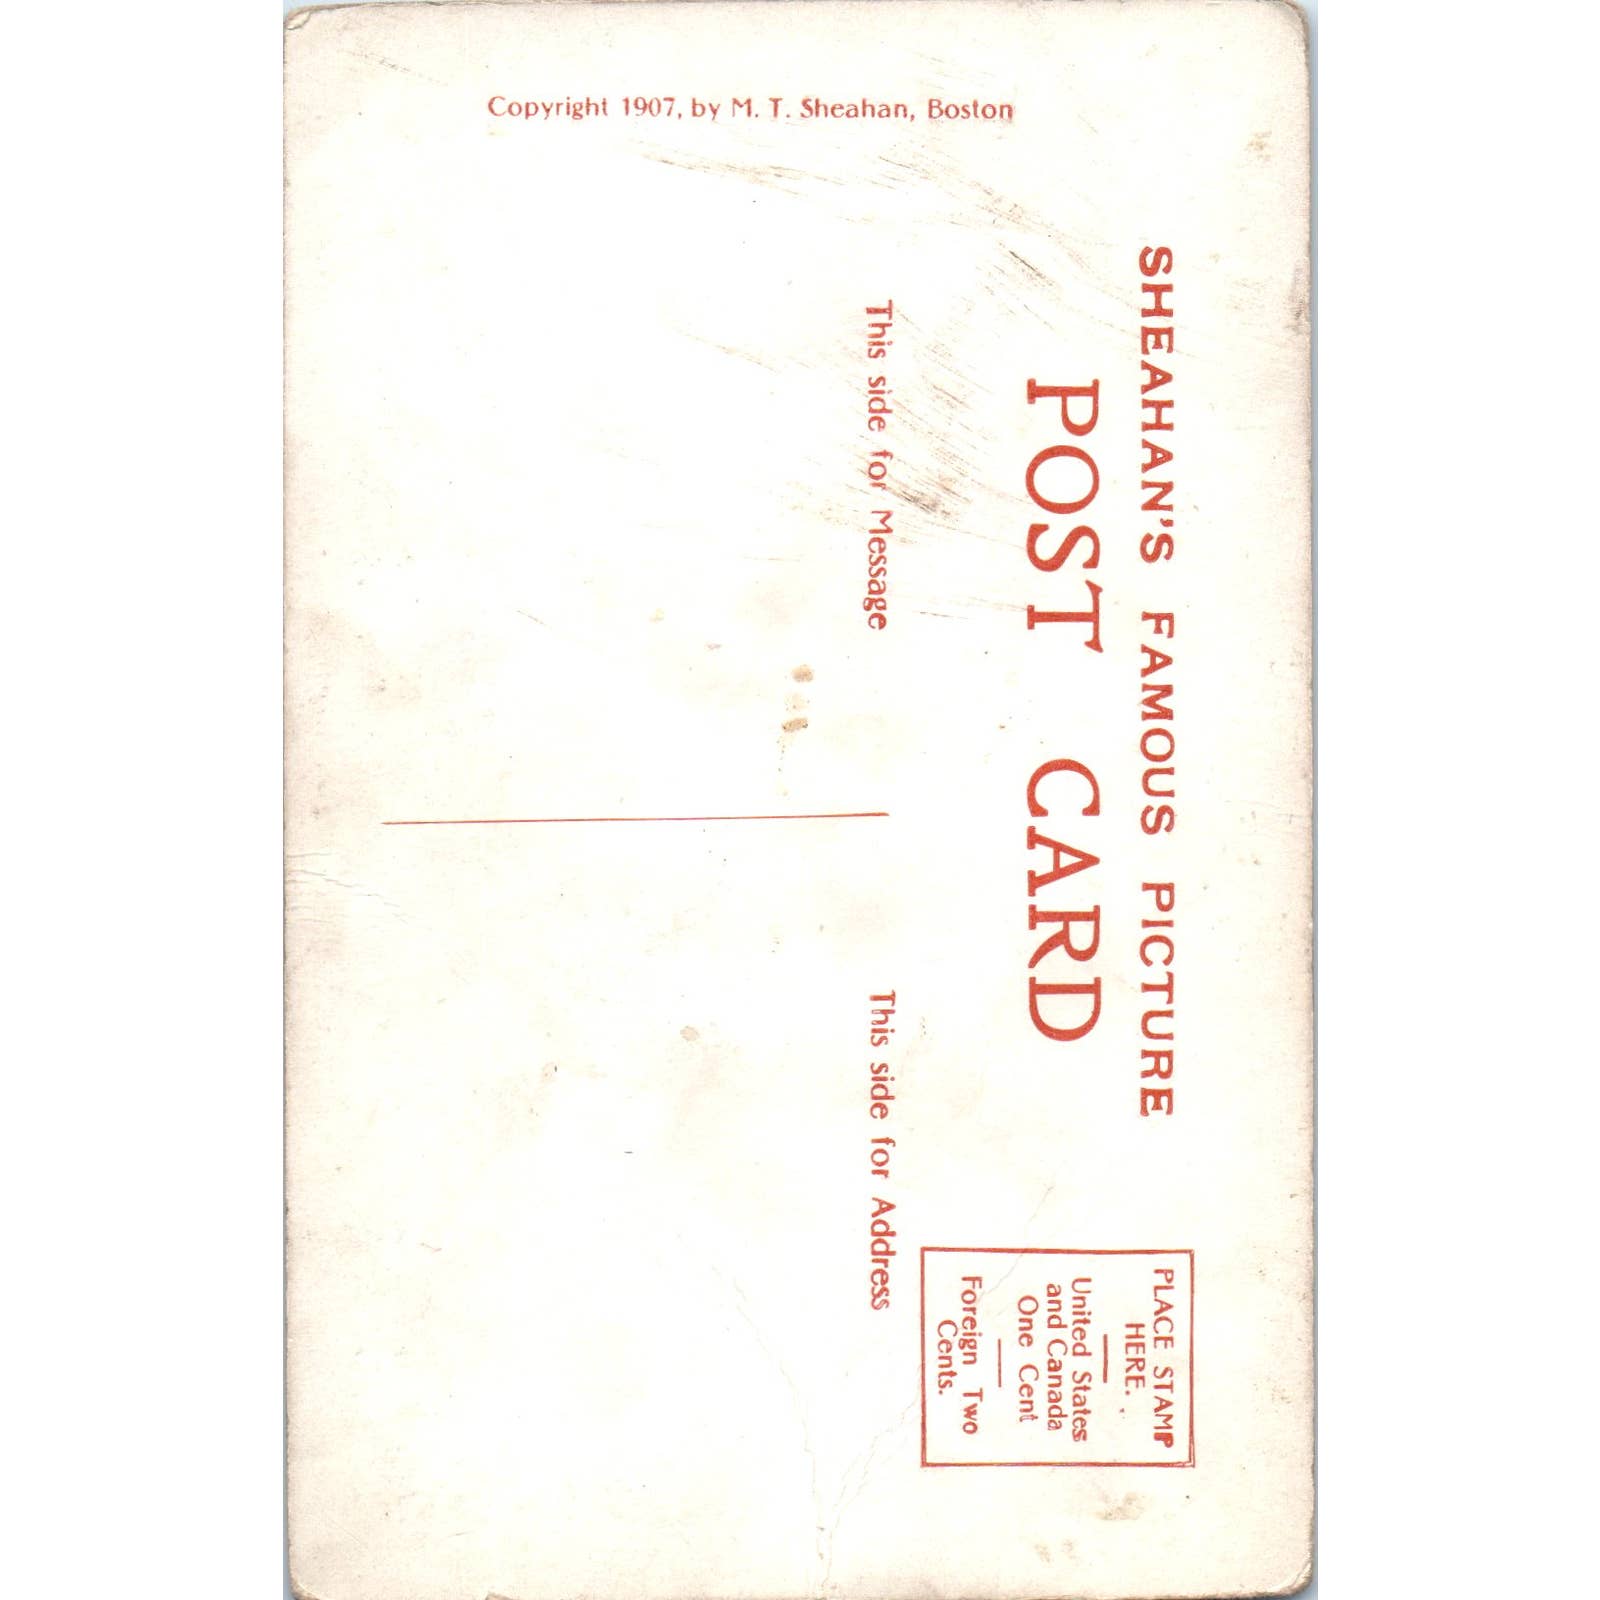 Copyright 1907, by M. T. Sheahan, Boston
SHEAHAN'S FAMOUS PICTURE
POST CARD
This side for Message
This side for Address
PLACE STAMP
HERE.
United States
and Canada
One Cent
Foreign Two
Cents.